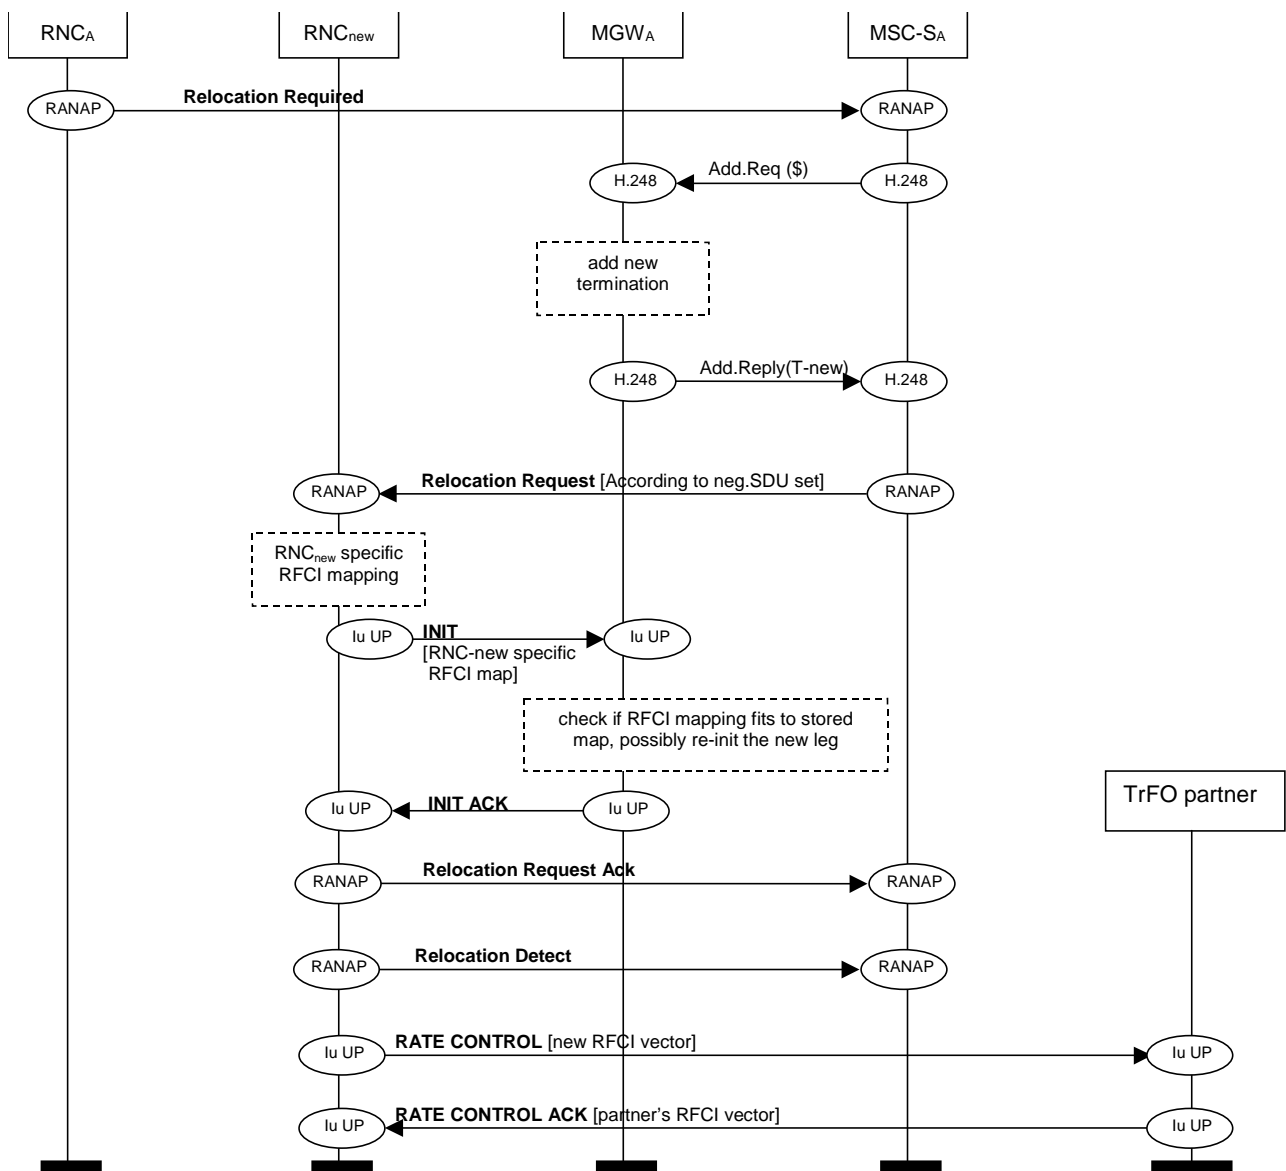 RNCA
RNCnew
MGWA
MSC-SA
Relocation Required
RANAP
RANAP
Add.Req ($)
H.248
H.248
add new
termination
Add.Reply(T-new)
H.248
H.248
Relocation Request [According to neg.SDU set]
RANAP
RANAP
RNCnew specific
RFCI mapping
Iu UP
INIT
Iu UP
[RNC-new specific
RFCI map]
check if RFCI mapping fits to stored
map, possibly re-init the new leg
TrFO partner
Iu UP
INIT ACK
Iu UP
Relocation Request Ack
RANAP
RANAP
Relocation Detect
RANAP
RANAP
RATE CONTROL [new RFCI vector]
Iu UP
Iu UP
RATE CONTROL ACK [partner's RFCI vector]
Iu UP
Iu UP